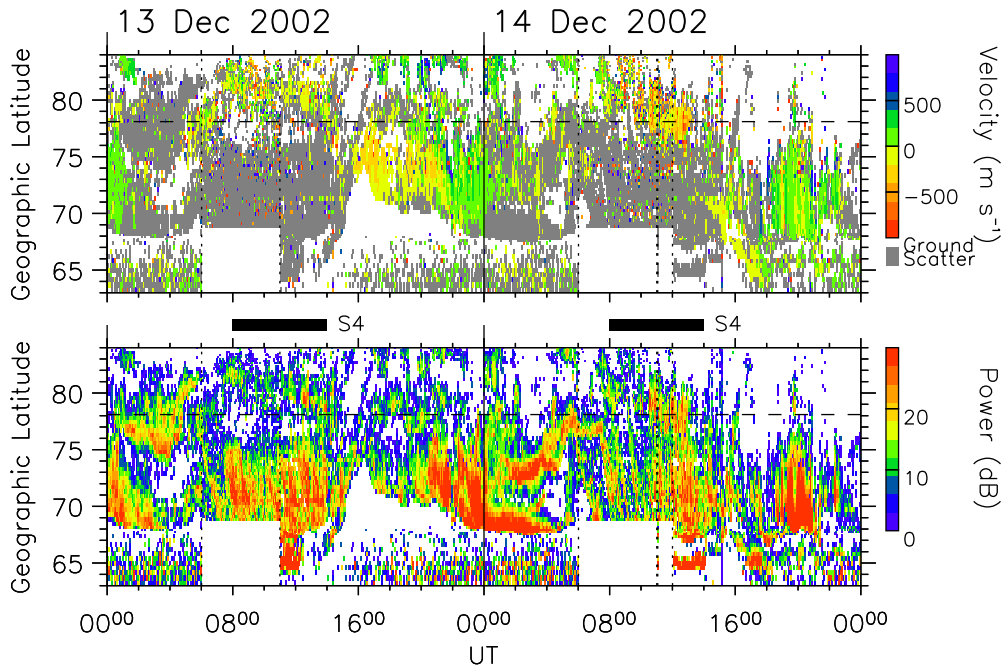 13 Dec 2002
14 Dec 2002
Geographic Latitude
80
75
70
65
500
0
−500
Velocity (m s⁻¹)
Ground
Scatter
S4
S4
Geographic Latitude
80
75
70
65
20
10
0
Power (dB)
00⁰⁰ 08⁰⁰ 16⁰⁰ 00⁰⁰ 08⁰⁰ 16⁰⁰ 00⁰⁰
UT